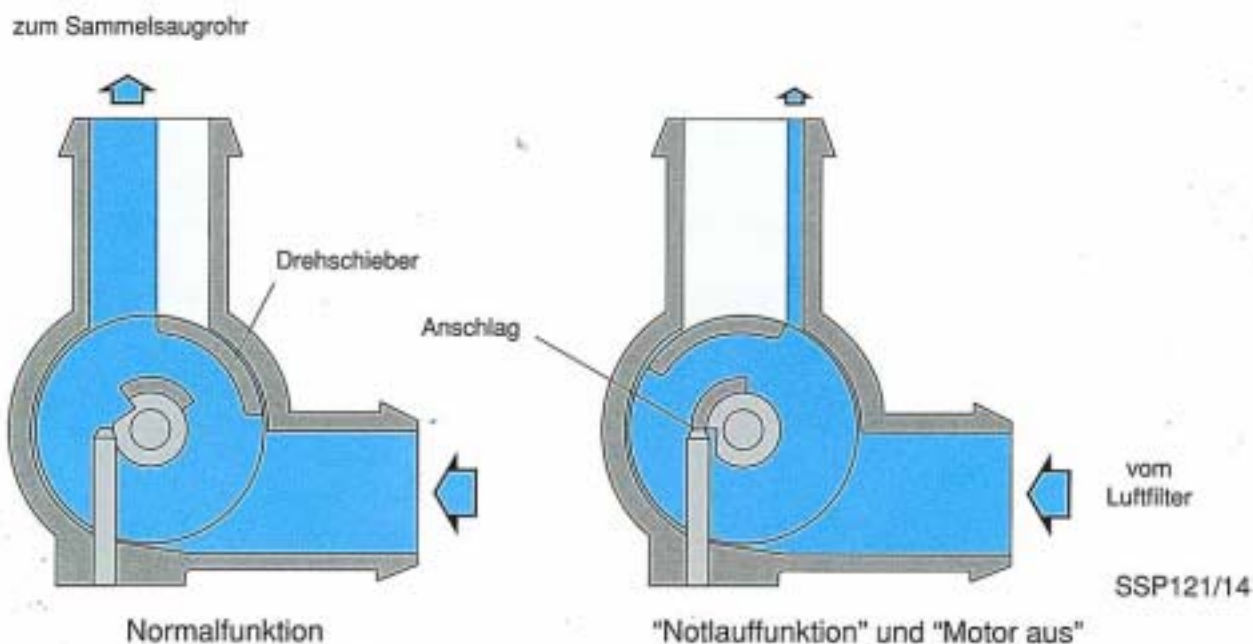 zum Sammelsaugrohr
Drehschieber
Anschlag
vom
Luftfilter
SSP121/14
Normalfunktion
"Notlauffunktion" und "Motor aus"